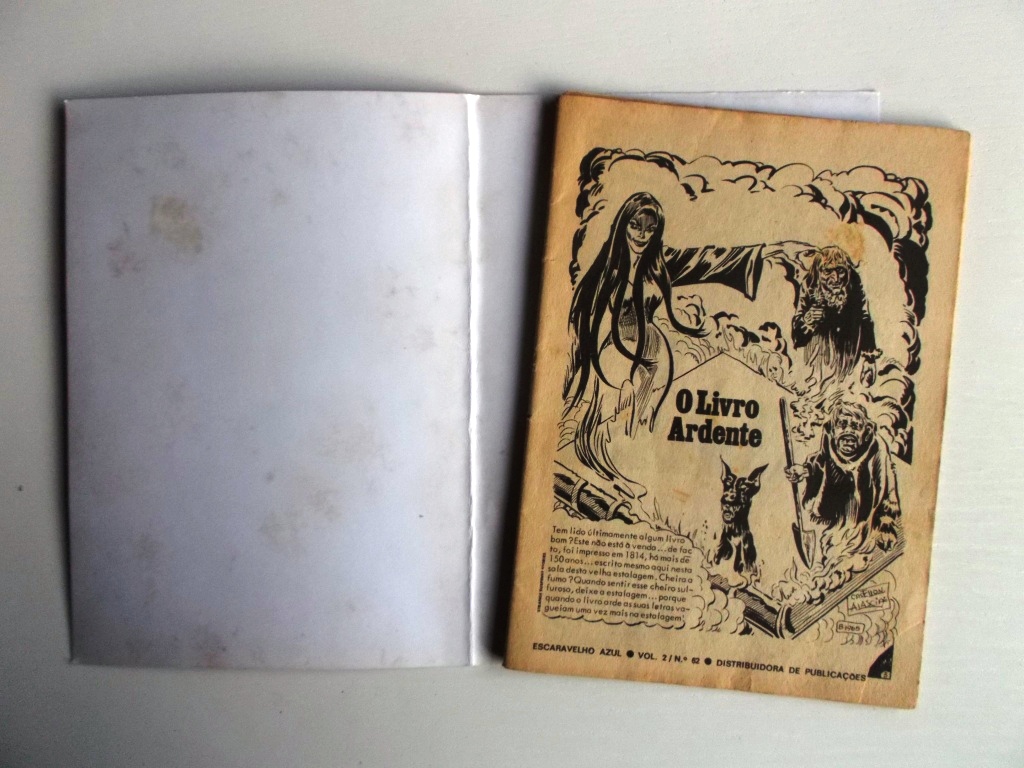 O Livro
Ardente
Tem lido últimamente algum livro
bom? Este não está à venda... de fac
to, foi impresso em 1814, há mais de
150 anos... escrito mesmo aqui nesta
sala desta velha estalagem. Cheira a
fumo? Quando sentir esse cheiro sul-
furoso, deixe a estalagem... porque
quando o livro arde as suas letras va-
gueiam uma vez mais na estalagem!
ESCARAVELHO AZUL ● VOL. 2 / N.º 62 ● DISTRIBUIDORA DE PUBLICAÇÕES